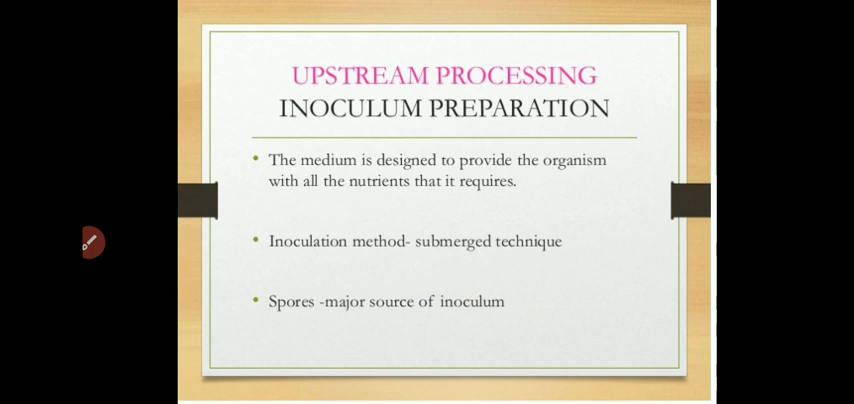 UPSTREAM PROCESSING
INOCULUM PREPARATION
• The medium is designed to provide the organism
with all the nutrients that it requires.
• Inoculation method- submerged technique
• Spores -major source of inoculum